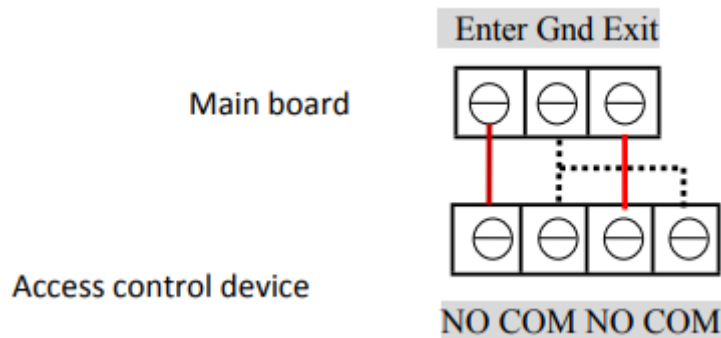 Enter Gnd Exit
Main board
Access control device
NO COM NO COM